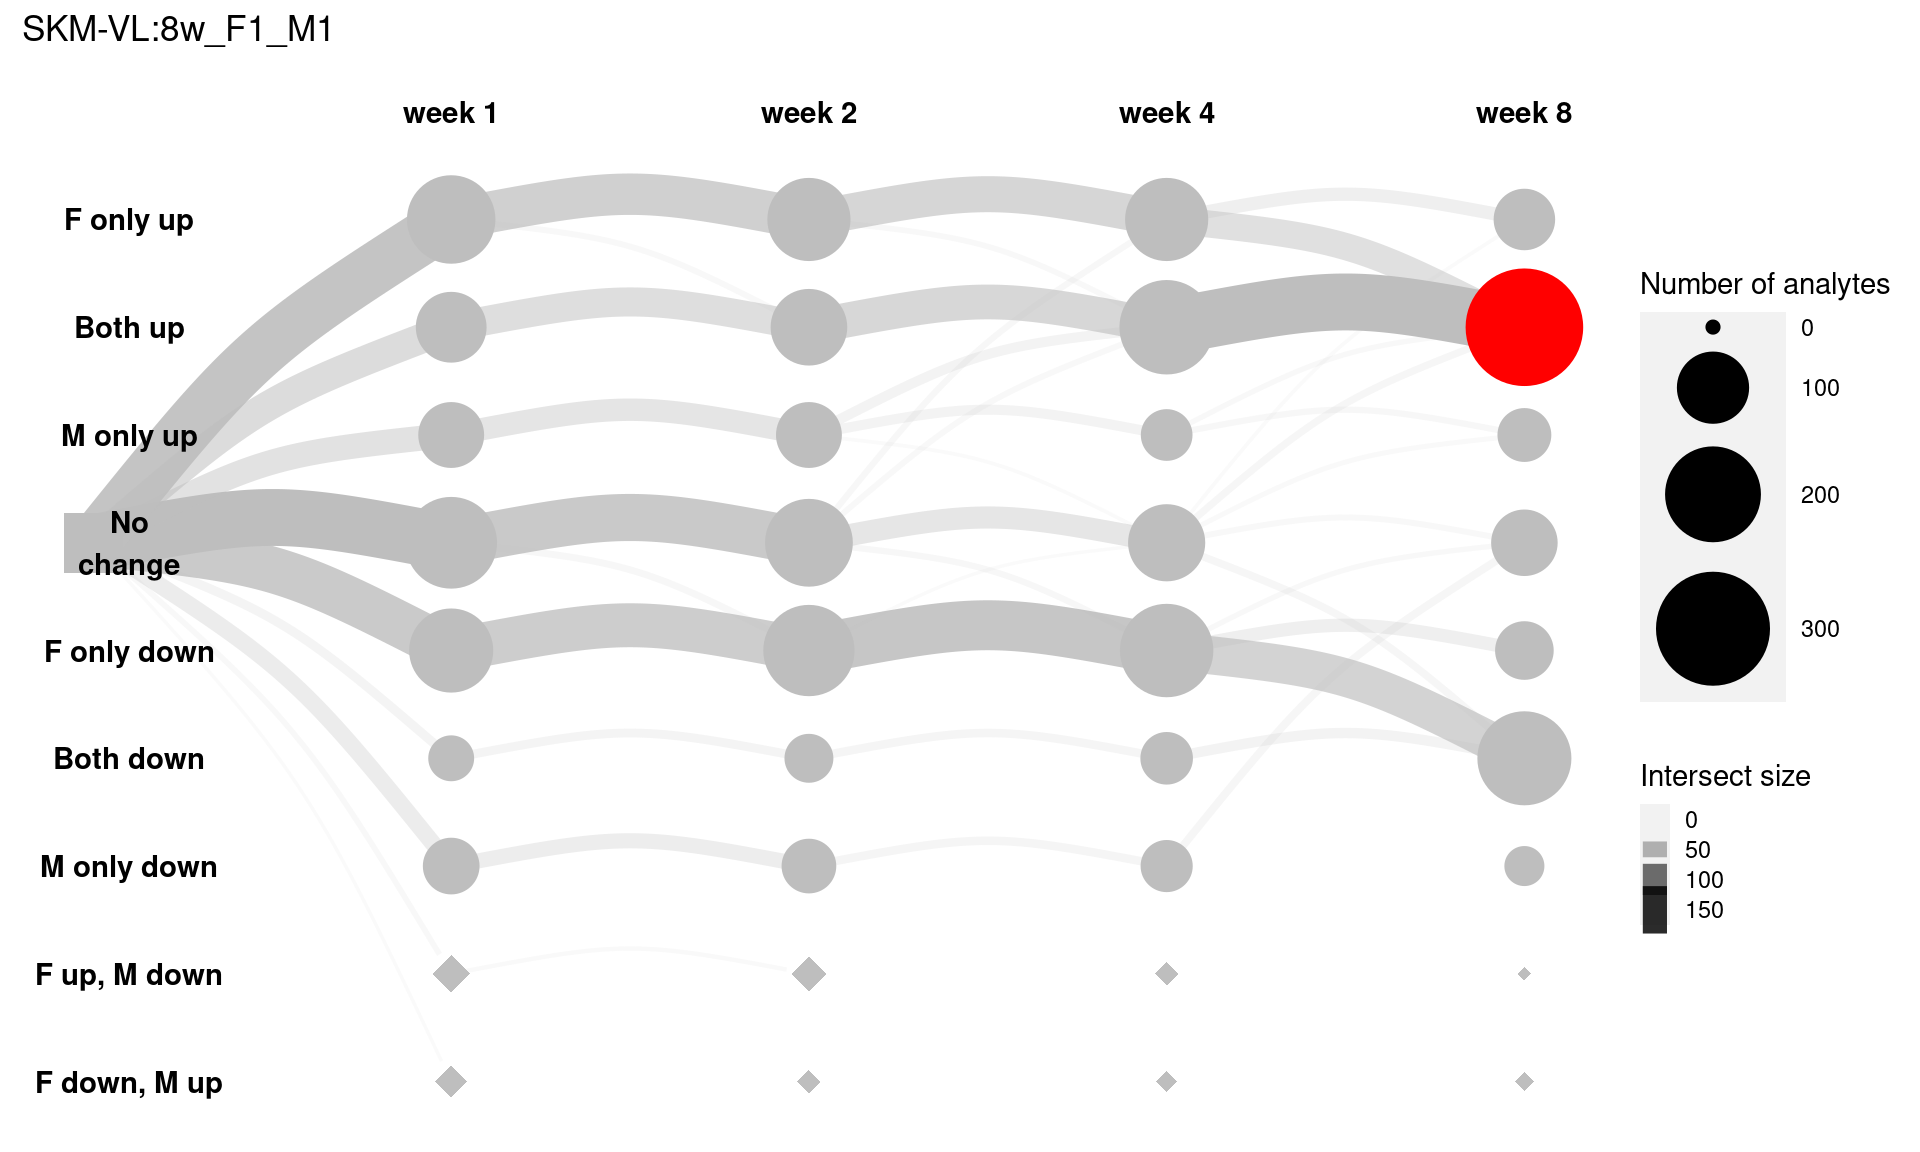 SKM-VL:8w_F1_M1
week 1
week 2
week 4
week 8
F only up
Both up
M only up
No
change
F only down
Both down
M only down
F up, M down
F down, M up
Number of analytes
0
100
200
300
Intersect size
0
50
100
150